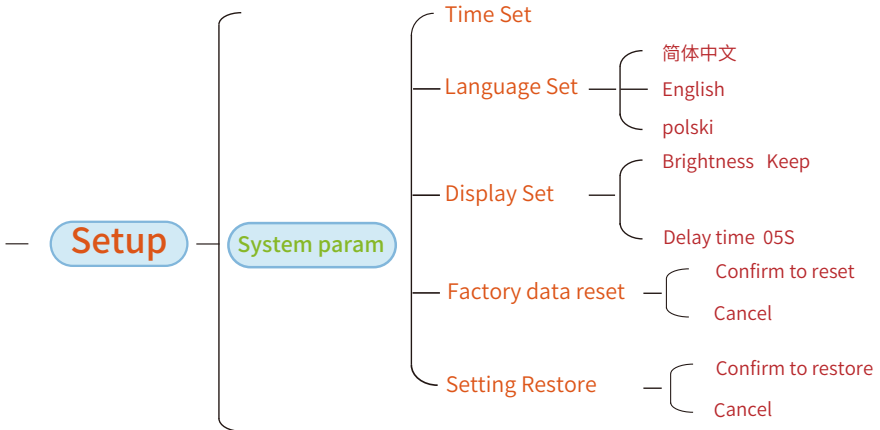 Setup
System param
Time Set
Language Set
简体中文
English
polski
Display Set
Brightness Keep
Delay time 05S
Factory data reset
Confirm to reset
Cancel
Setting Restore
Confirm to restore
Cancel